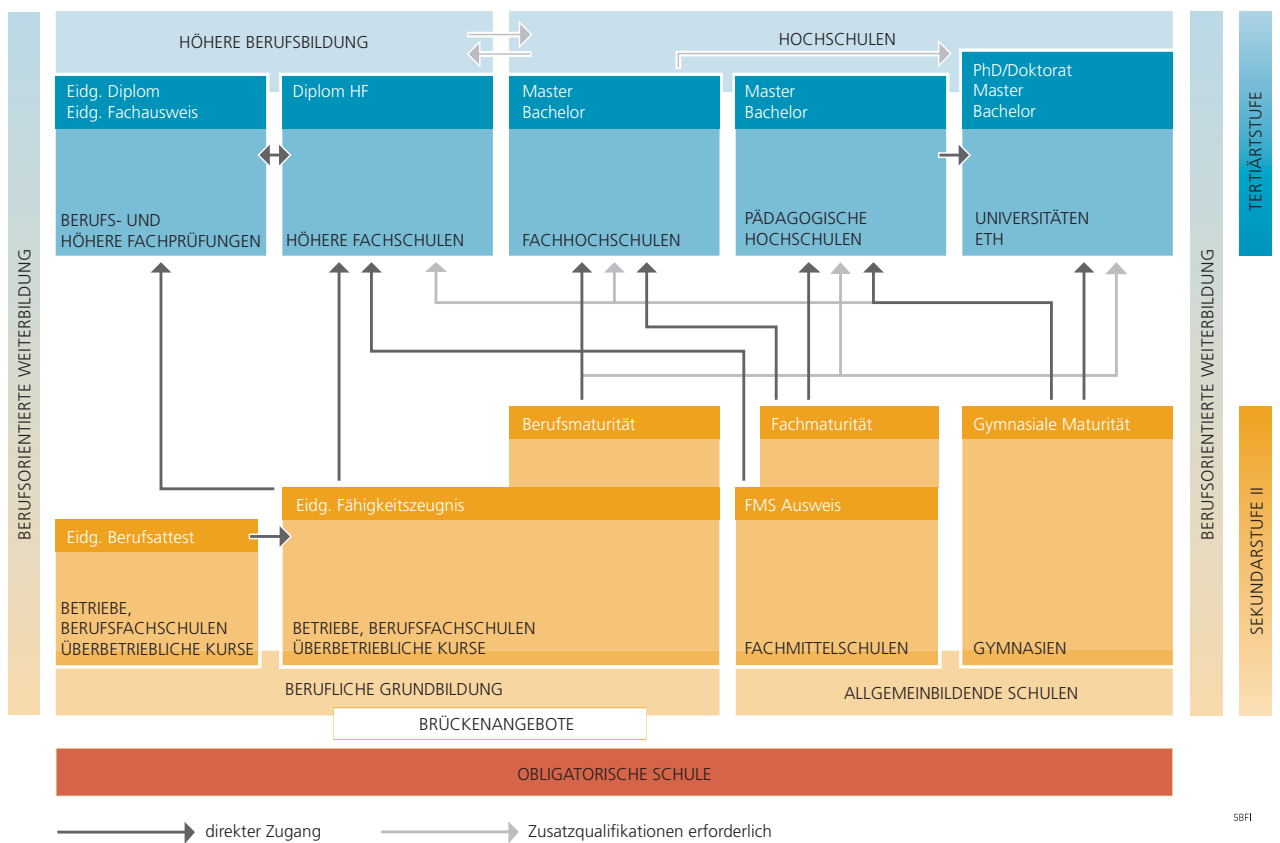 HÖHERE BERUFSBILDUNG
HOCHSCHULEN
Eidg. Diplom
Eidg. Fachausweis
Diplom HF
Master
Bachelor
Master
Bachelor
PhD/Doktorat
Master
Bachelor
BERUFS- UND
HÖHERE FACHPRÜFUNGEN
HÖHERE FACHSCHULEN
FACHHOCHSCHULEN
PÄDAGOGISCHE
HOCHSCHULEN
UNIVERSITÄTEN
ETH
BERUFSORIENTIERTE WEITERBILDUNG
BERUFSORIENTIERTE WEITERBILDUNG
TERTIÄRTSTUFE
SEKUNDARSTUFE II
Berufsmaturität
Fachmaturität
Gymnasiale Maturität
Eidg. Fähigkeitszeugnis
FMS Ausweis
Eidg. Berufsattest
BETRIEBE,
BERUFSFACHSCHULEN
ÜBERBETRIEBLICHE KURSE
BETRIEBE, BERUFSFACHSCHULEN
ÜBERBETRIEBLICHE KURSE
FACHMITTELSCHULEN
GYMNASIEN
BERUFLICHE GRUNDBILDUNG
ALLGEMEINBILDENDE SCHULEN
BRÜCKENANGEBOTE
OBLIGATORISCHE SCHULE
direkter Zugang
Zusatzqualifikationen erforderlich
SBFI